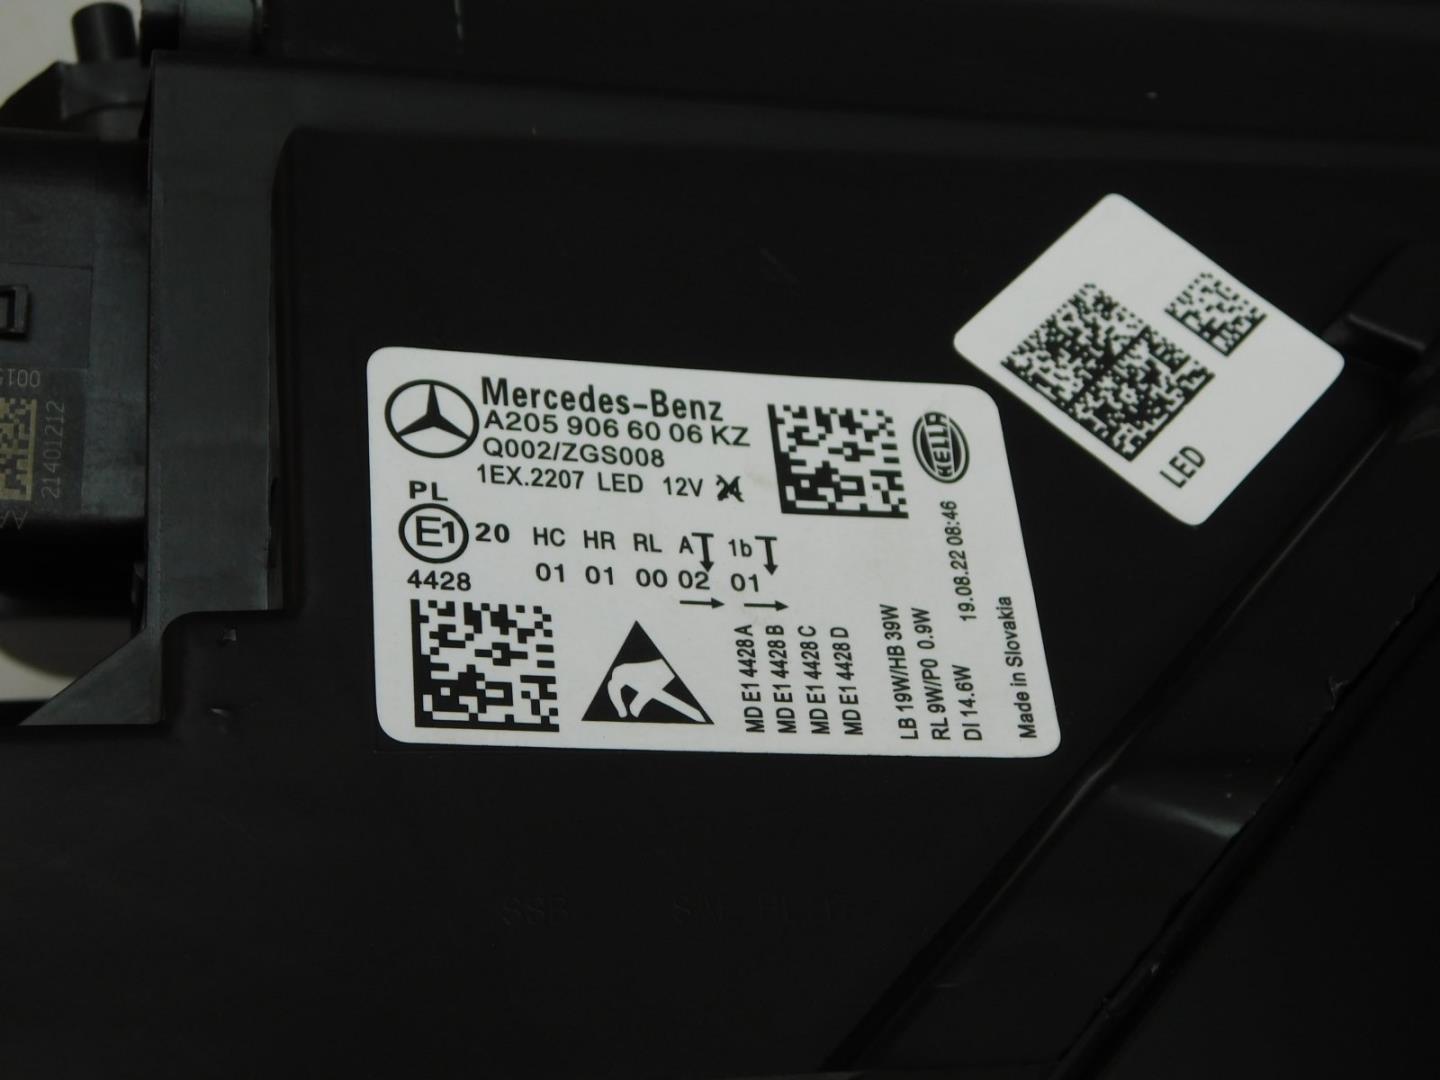 Mercedes-Benz
A205 906 60 06 KZ
Q002/ZGS008
1EX.2207 LED 12V
HELLA
PL
E1 20 HC HR RL A 1b
4428 01 01 00 02 01
MD E1 4428 A
MD E1 4428 B
MD E1 4428 C
MD E1 4428 D
LB 19W/HB 39W
RL 9W/P0 0.9W
DI 14.6W 19.08.22 08:46
Made in Slovakia
LED
21401212